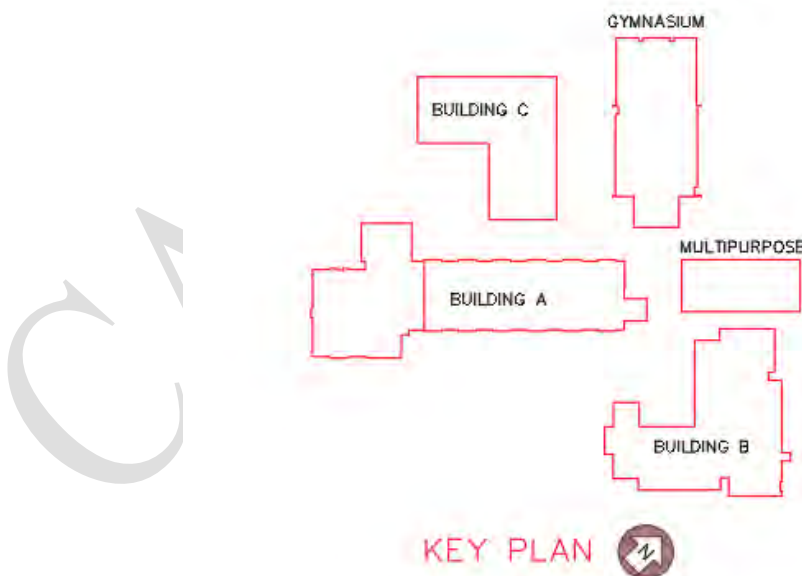 GYMNASIUM
BUILDING C
MULTIPURPOSE
BUILDING A
BUILDING B
KEY PLAN N